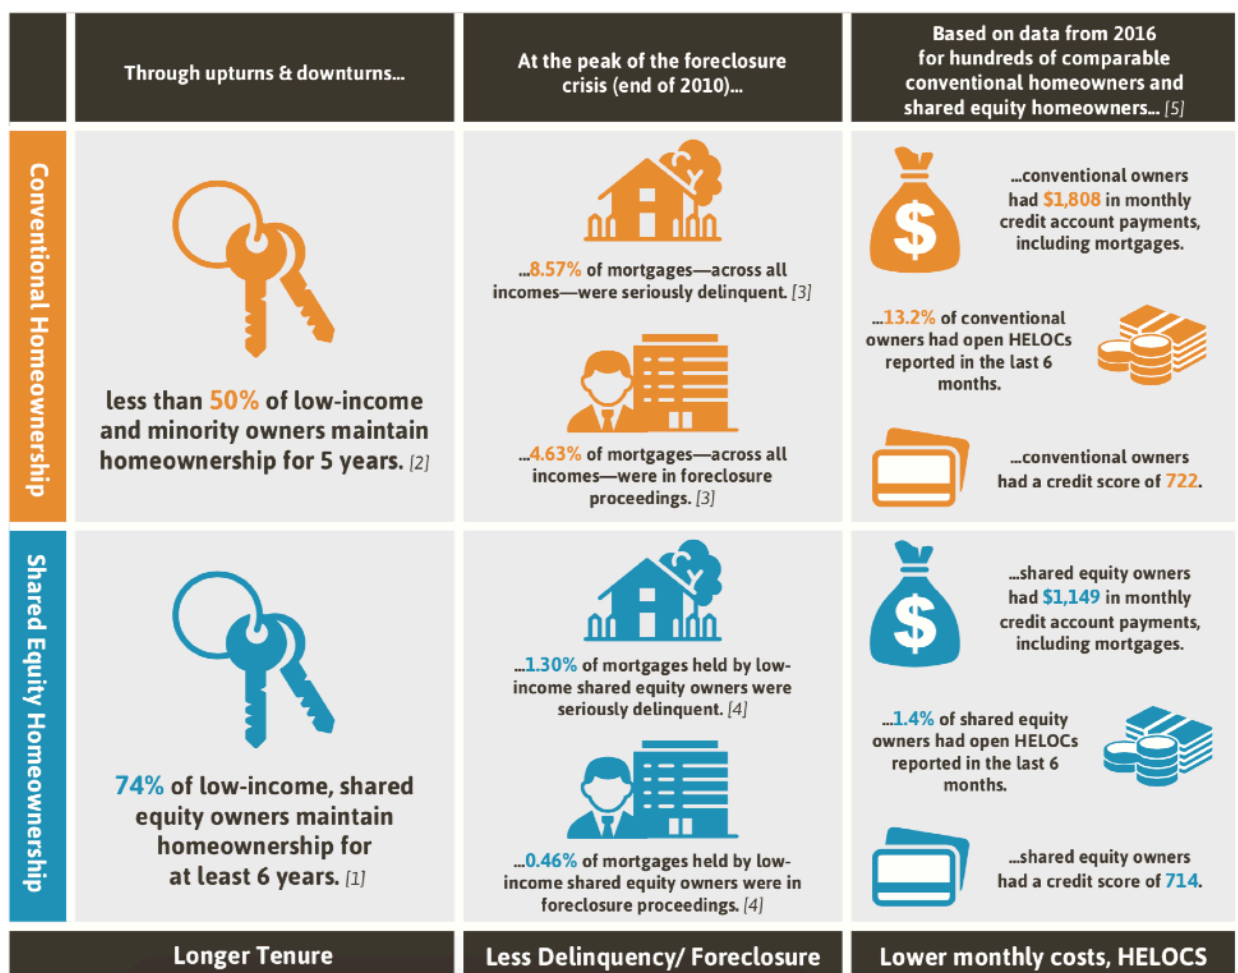 Through upturns & downturns...
At the peak of the foreclosure
crisis (end of 2010)...
Based on data from 2016
for hundreds of comparable
conventional homeowners and
shared equity homeowners... [5]
Conventional Homeownership
less than 50% of low-income
and minority owners maintain
homeownership for 5 years. [2]
...8.57% of mortgages—across all
incomes—were seriously delinquent. [3]
...4.63% of mortgages—across all
incomes—were in foreclosure
proceedings. [3]
...conventional owners
had $1,808 in monthly
credit account payments,
including mortgages.
...13.2% of conventional
owners had open HELOCs
reported in the last 6
months.
...conventional owners
had a credit score of 722.
Shared Equity Homeownership
74% of low-income, shared
equity owners maintain
homeownership for
at least 6 years. [1]
...1.30% of mortgages held by low-
income shared equity owners were
seriously delinquent. [4]
...0.46% of mortgages held by low-
income shared equity owners were in
foreclosure proceedings. [4]
...shared equity owners
had $1,149 in monthly
credit account payments,
including mortgages.
...1.4% of shared equity
owners had open HELOCs
reported in the last 6
months.
...shared equity owners
had a credit score of 714.
Longer Tenure
Less Delinquency/ Foreclosure
Lower monthly costs, HELOCS